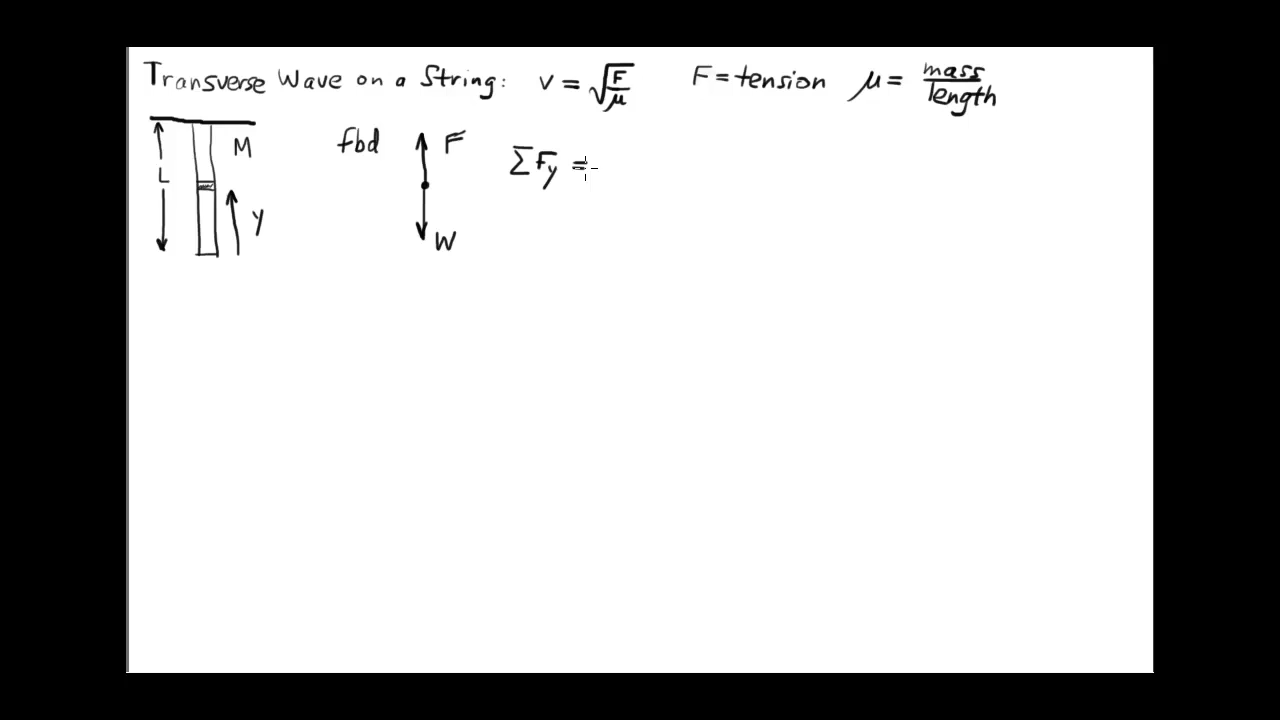 Transverse Wave on a String: v = √(F/μ) F = tension μ = mass/length
L M y
fbd F W
ΣFy =